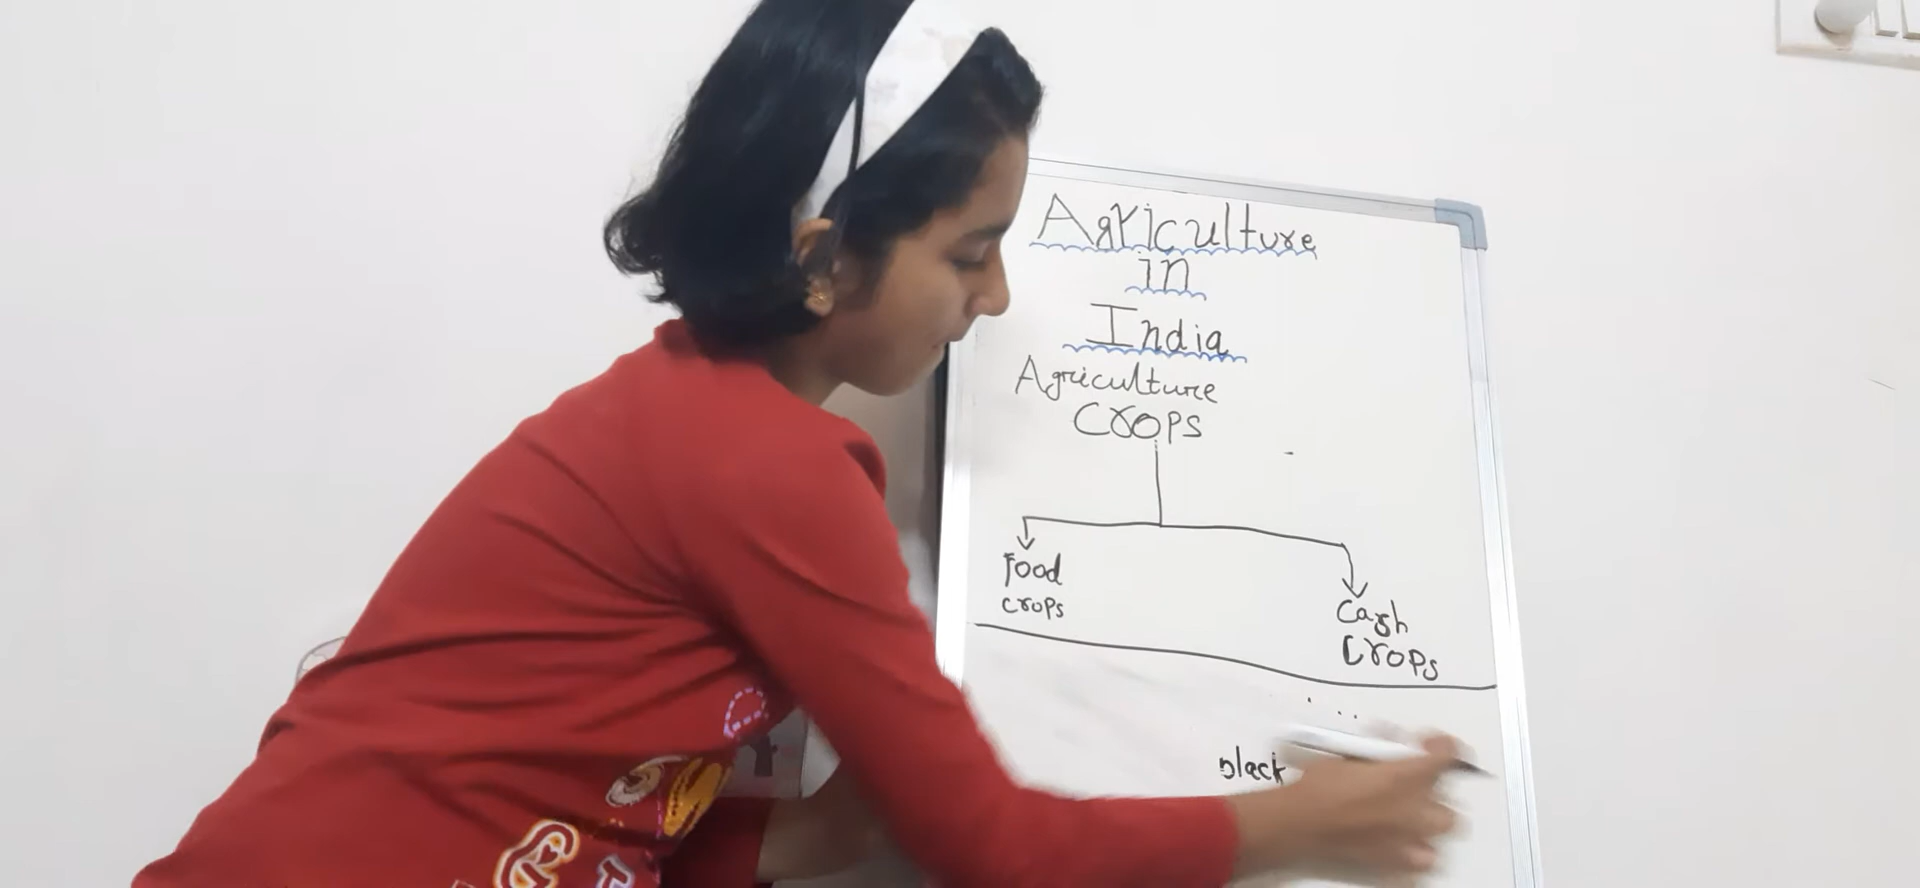 Agriculture
in
India
Agriculture
Crops
Food
crops
Cash
Crops
black